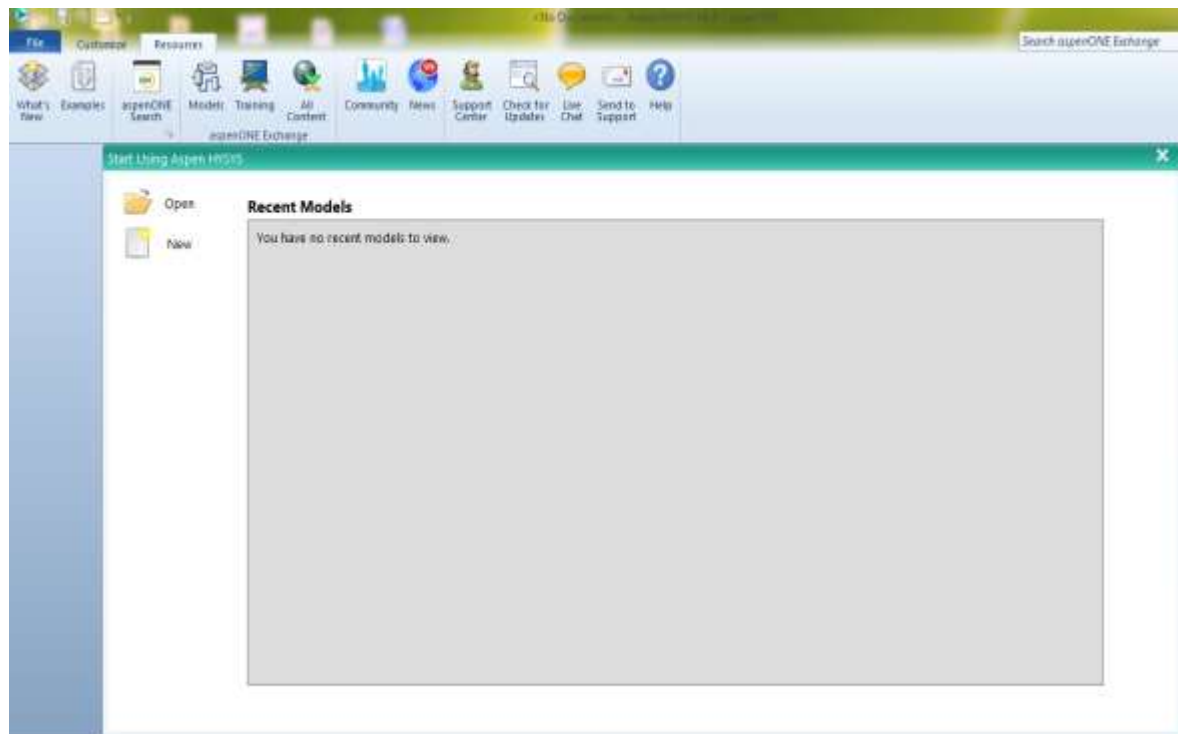 File Customize Resources
Search aspenONE Exchange
What's New Examples aspenONE Search Models Training All Content Community News Support Center Check for Updates Live Chat Send to Support Help
aspenONE Exchange
Start Using Aspen HYSYS
Open
Recent Models
New
You have no recent models to view.